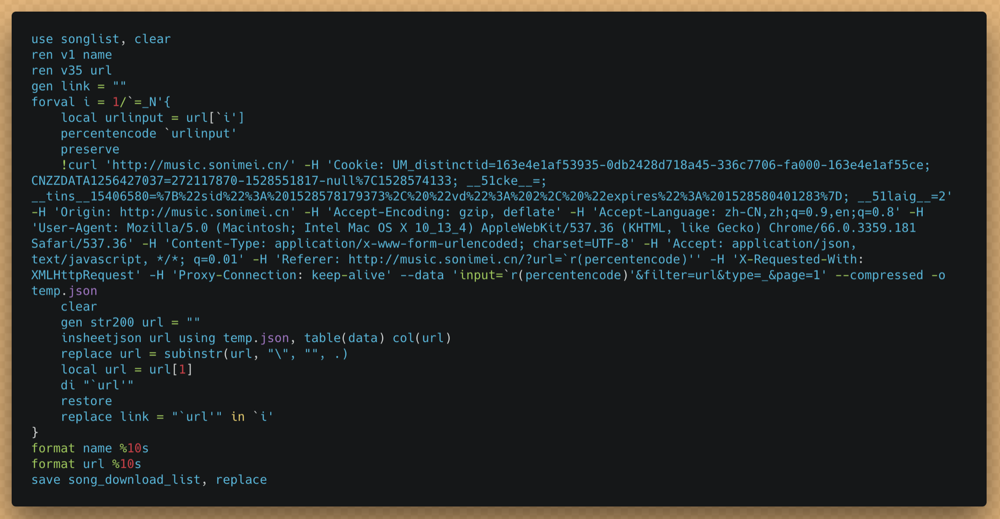 use songlist, clear
ren v1 name
ren v35 url
gen link = ""
forval i = 1/`=_N'{
    local urlinput = url[`i']
    percentencode `urlinput'
    preserve
    !curl 'http://music.sonimei.cn/' -H 'Cookie: UM_distinctid=163e4e1af53935-0db2428d718a45-336c7706-fa000-163e4e1af55ce;
CNZZDATA1256427037=272117870-1528551817-null%7C1528574133; __51cke__=;
__tins__15406580=%7B%22sid%22%3A%201528578179373%2C%20%22vd%22%3A%202%2C%20%22expires%22%3A%201528580401283%7D; __51laig__=2'
-H 'Origin: http://music.sonimei.cn' -H 'Accept-Encoding: gzip, deflate' -H 'Accept-Language: zh-CN,zh;q=0.9,en;q=0.8' -H
'User-Agent: Mozilla/5.0 (Macintosh; Intel Mac OS X 10_13_4) AppleWebKit/537.36 (KHTML, like Gecko) Chrome/66.0.3359.181
Safari/537.36' -H 'Content-Type: application/x-www-form-urlencoded; charset=UTF-8' -H 'Accept: application/json,
text/javascript, */*; q=0.01' -H 'Referer: http://music.sonimei.cn/?url=`r(percentencode)'' -H 'X-Requested-With:
XMLHttpRequest' -H 'Proxy-Connection: keep-alive' --data 'input=`r(percentencode)'&filter=url&type=_&page=1' --compressed -o
temp.json
    clear
    gen str200 url = ""
    insheetjson url using temp.json, table(data) col(url)
    replace url = subinstr(url, "\", "", .)
    local url = url[1]
    di "`url'"
    restore
    replace link = "`url'" in `i'
}
format name %10s
format url %10s
save song_download_list, replace